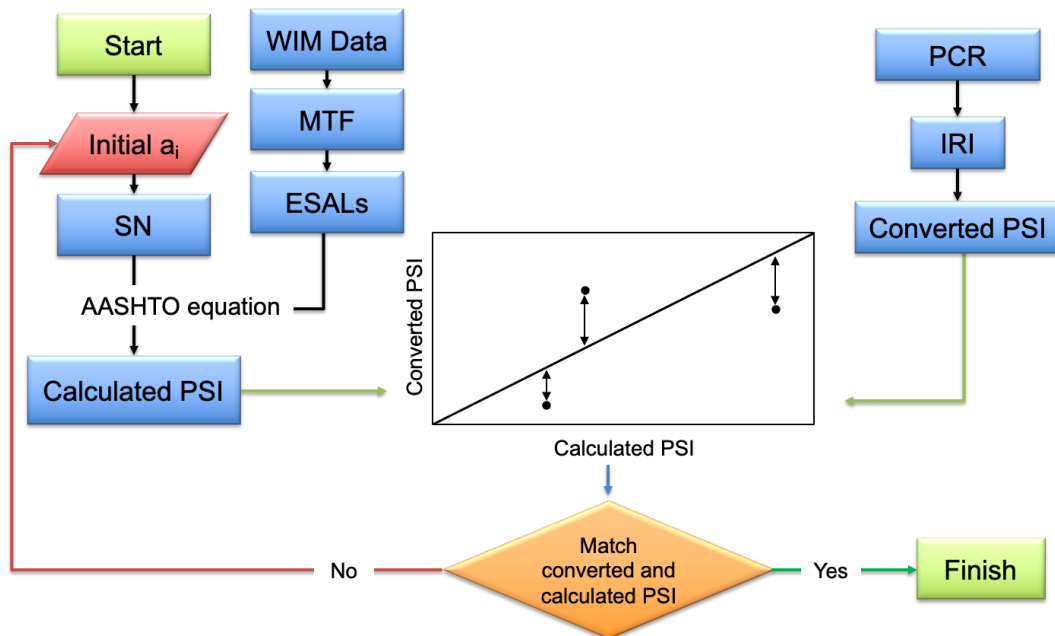 Start
WIM Data
PCR
Initial aᵢ
MTF
IRI
SN
ESALs
Converted PSI
AASHTO equation
Converted PSI
Calculated PSI
Calculated PSI
Match
converted and
calculated PSI
No
Yes
Finish